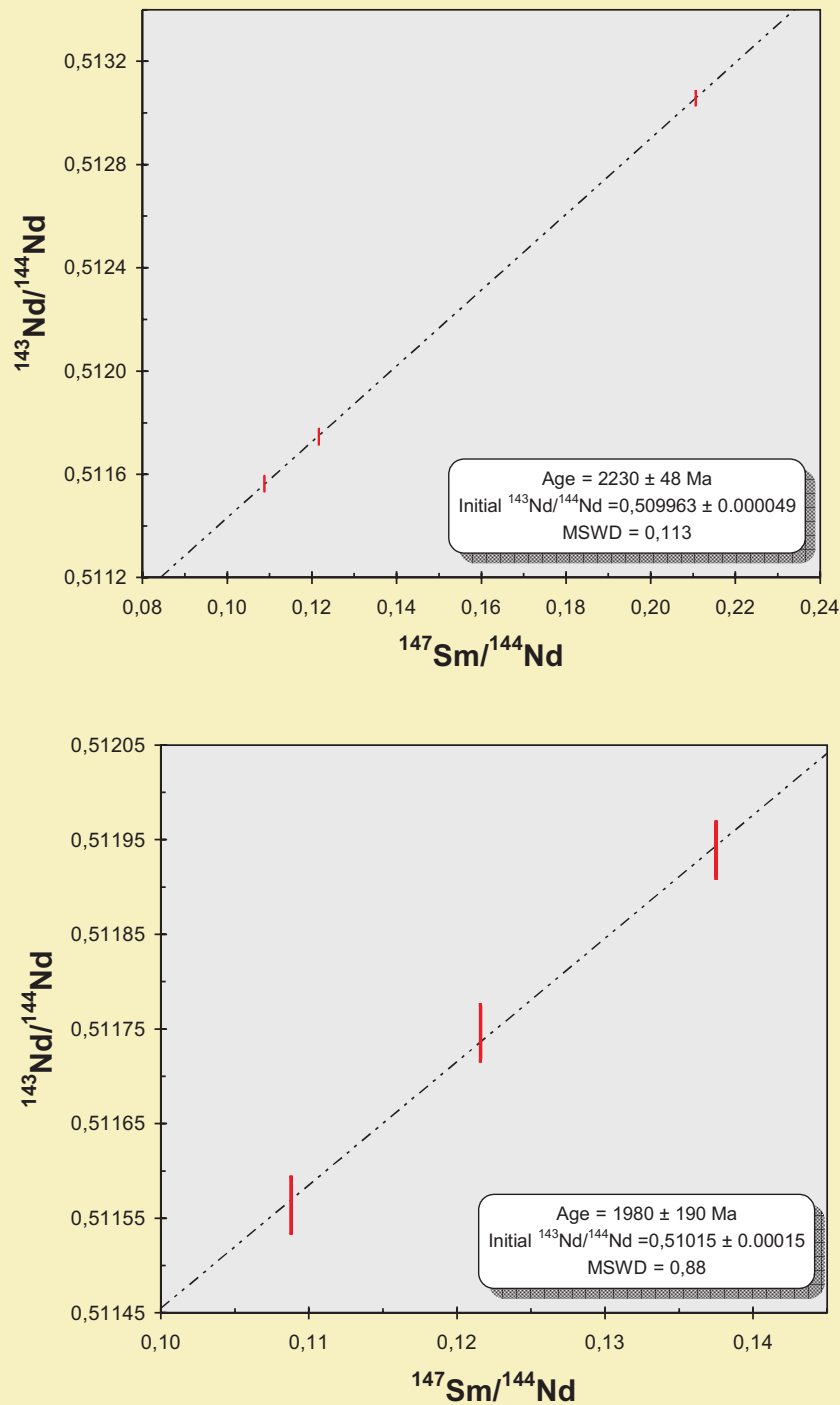 0,5132
0,5128
0,5124
0,5120
0,5116
0,5112
143Nd/144Nd
Age = 2230 ± 48 Ma
Initial 143Nd/144Nd =0,509963 ± 0.000049
MSWD = 0,113
0,08 0,10 0,12 0,14 0,16 0,18 0,20 0,22 0,24
147Sm/144Nd
0,51205
0,51195
0,51185
0,51175
0,51165
0,51155
0,51145
143Nd/144Nd
Age = 1980 ± 190 Ma
Initial 143Nd/144Nd =0,51015 ± 0.00015
MSWD = 0,88
0,10 0,11 0,12 0,13 0,14
147Sm/144Nd